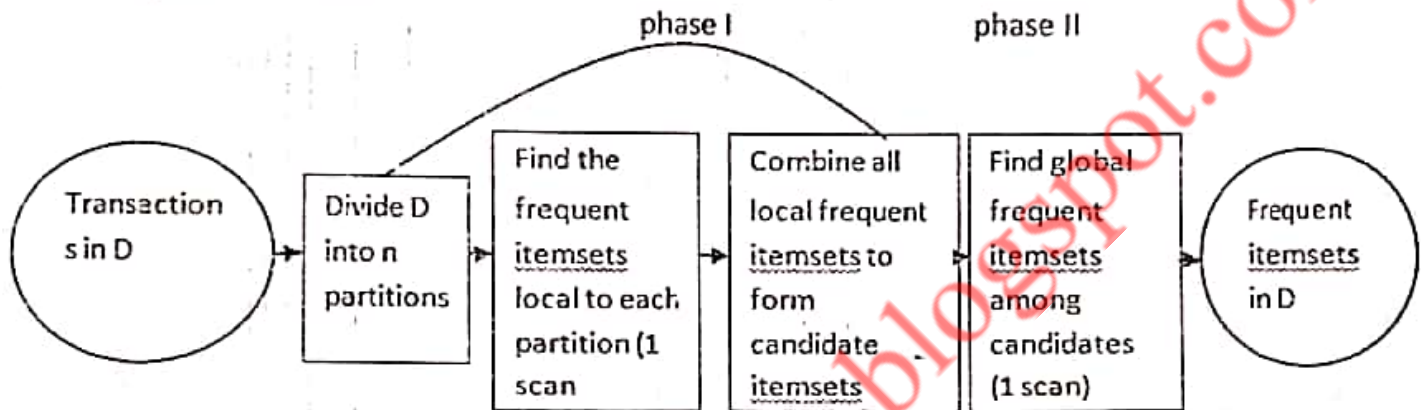 phase I
phase II
Transaction
s in D
Divide D
into n
partitions
Find the
frequent
itemsets
local to each
partition (1
scan
Combine all
local frequent
itemsets to
form
candidate
itemsets
Find global
frequent
itemsets
among
candidates
(1 scan)
Frequent
itemsets
in D
blogspot.co